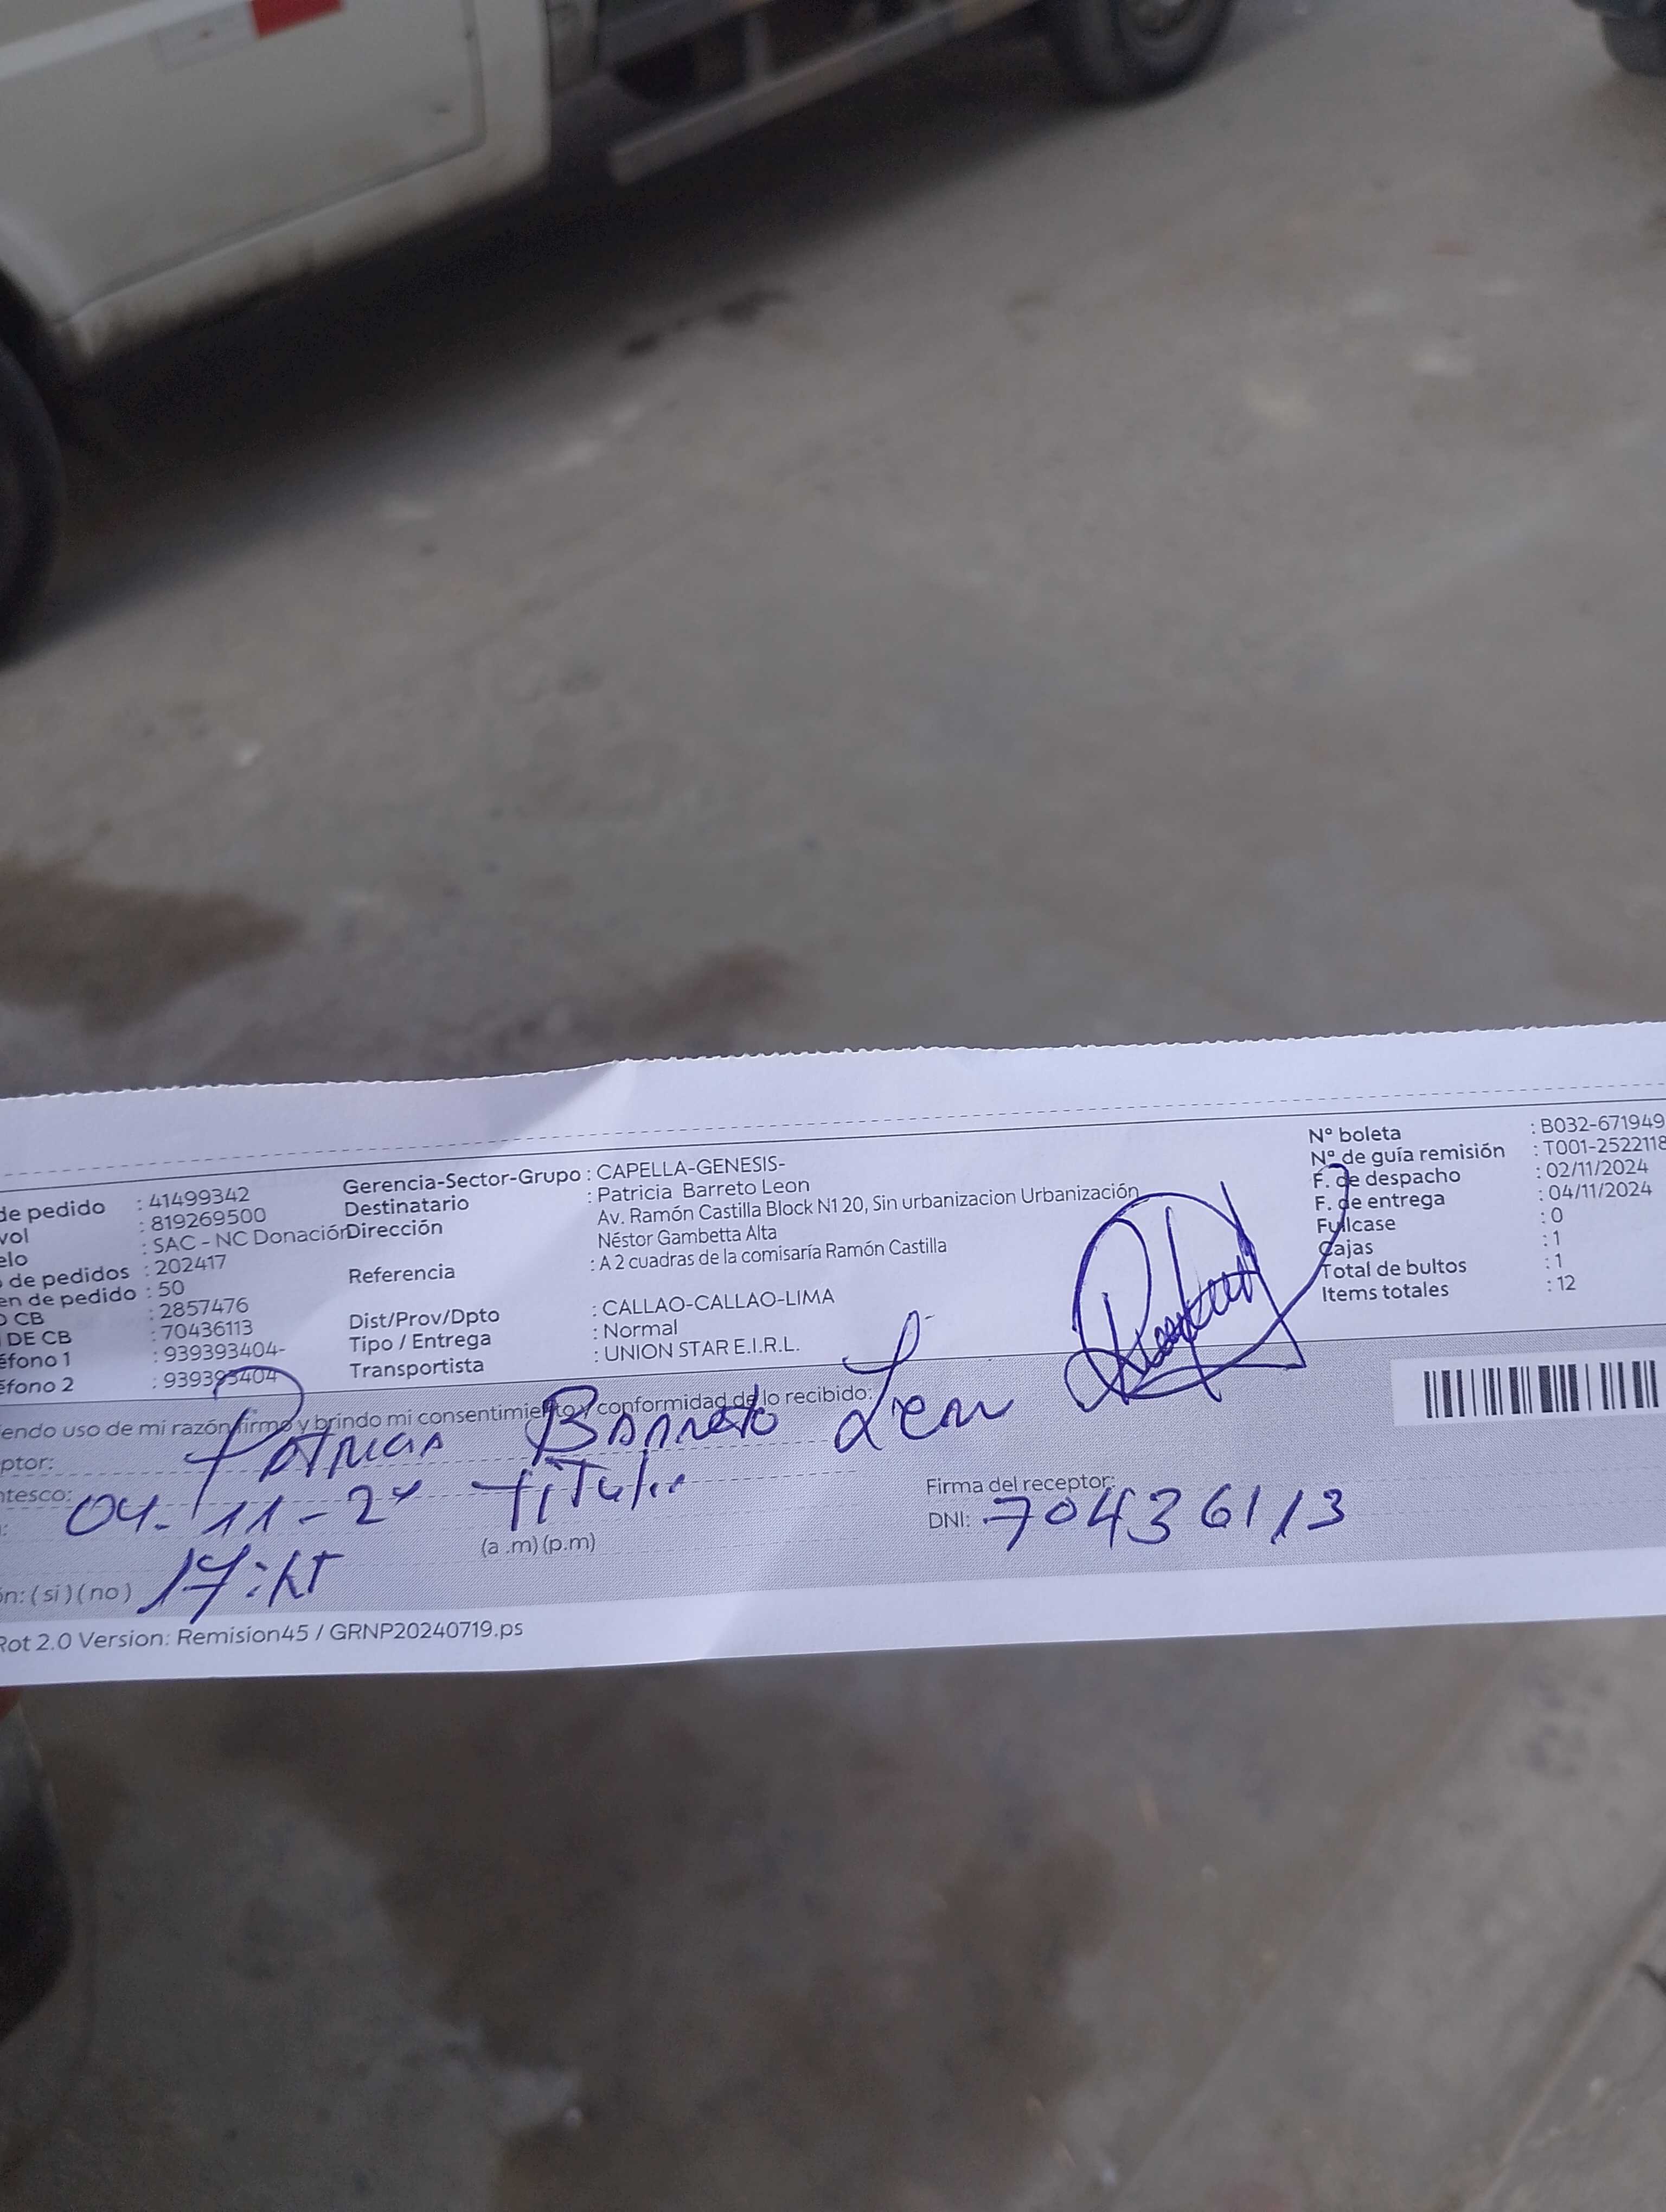 de pedido : 41499342
vol : 819269500
elo : SAC - NC Donación
de pedidos : 202417
en de pedido : 50
CB : 2857476
DE CB : 70436113
éfono 1 : 939393404-
éfono 2 : 939393404
Gerencia-Sector-Grupo : CAPELLA-GENESIS-
Destinatario : Patricia Barreto Leon
Dirección Av. Ramón Castilla Block N1 20, Sin urbanizacion Urbanización
Néstor Gambetta Alta
Referencia : A 2 cuadras de la comisaría Ramón Castilla
Dist/Prov/Dpto : CALLAO-CALLAO-LIMA
Tipo / Entrega : Normal
Transportista : UNION STAR E.I.R.L.
Nº boleta : B032-671949
Nº de guía remisión : T001-2522118
F. de despacho : 02/11/2024
F. de entrega : 04/11/2024
Fullcase : 0
Cajas : 1
Total de bultos : 1
Items totales : 12
endo uso de mi razón firmo y brindo mi consentimiento y conformidad de lo recibido:
ptor: Patricia Barreto Leon
ntesco: Titular
04-11-24
(a .m) (p.m)
Firma del receptor:
DNI: 70436113
ón: ( sí ) ( no )
Rot 2.0 Version: Remision45 / GRNP20240719.ps